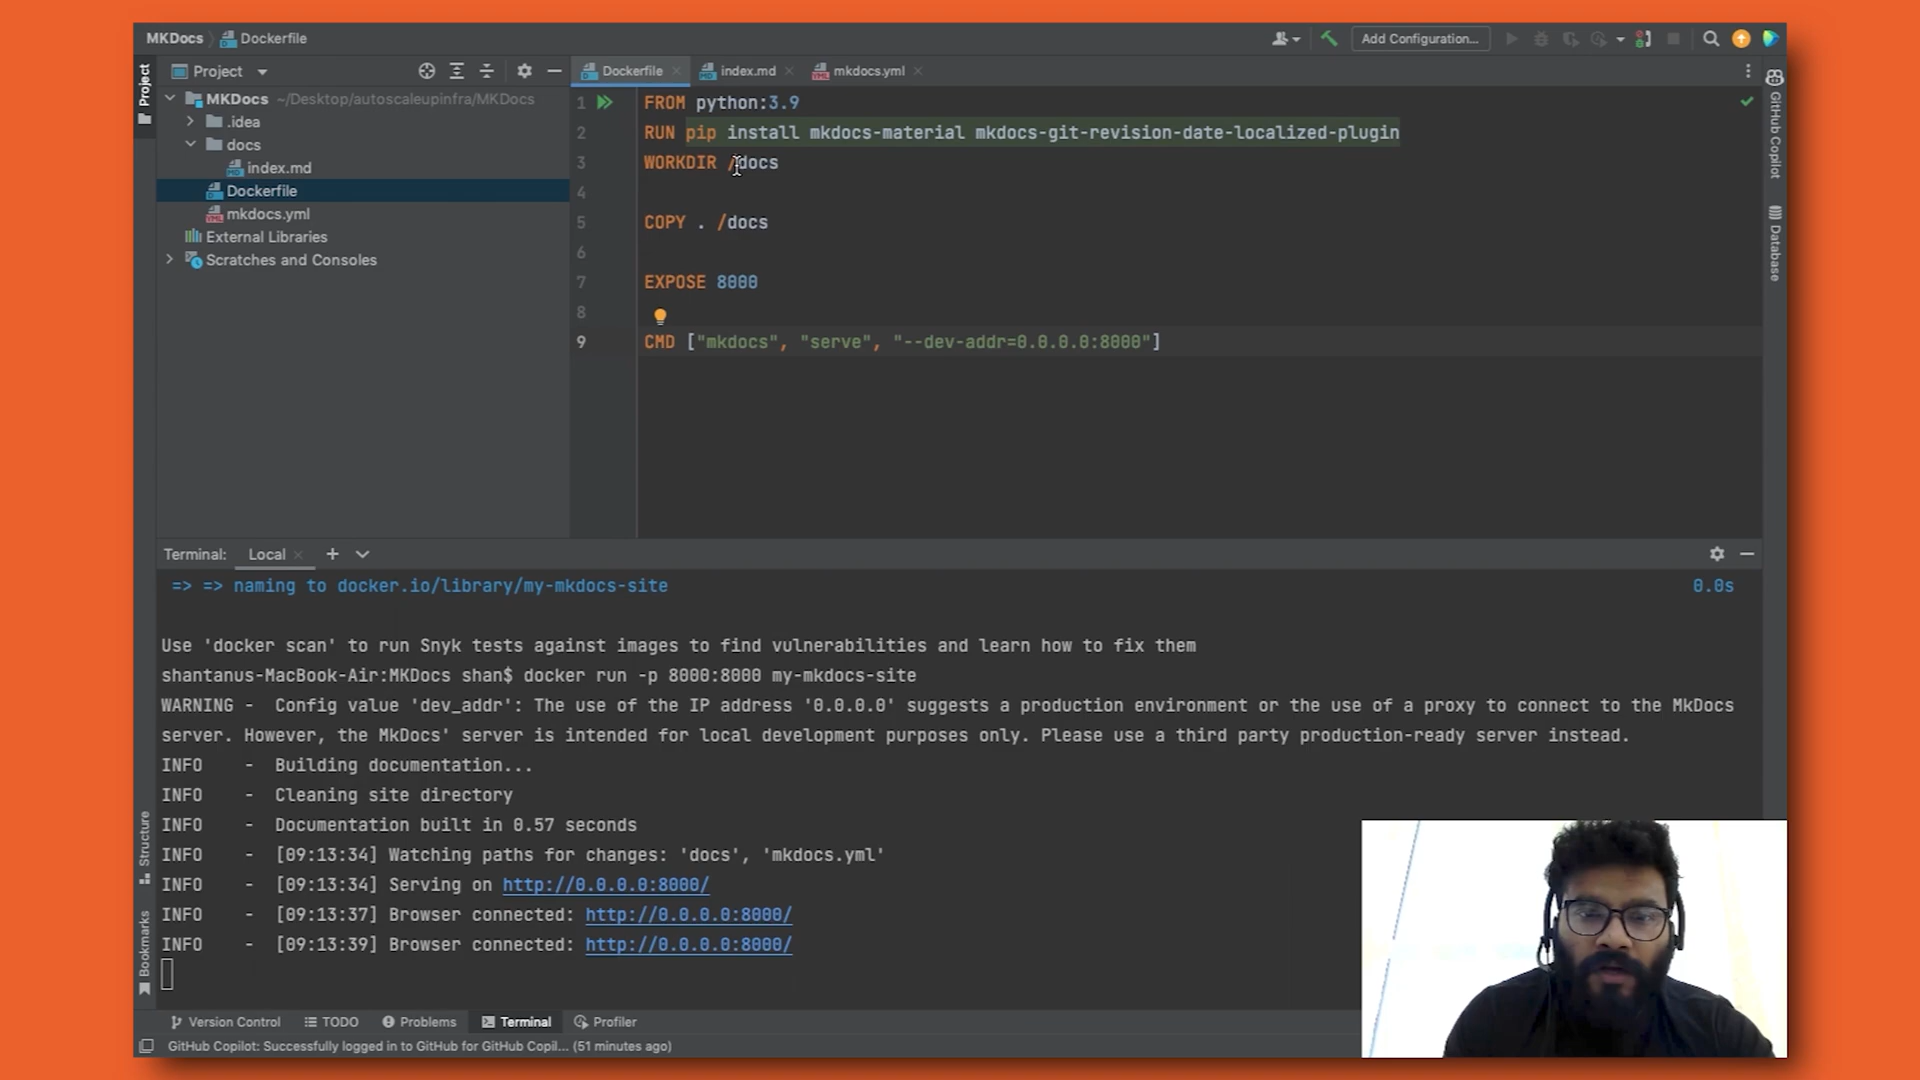 MKDocs Dockerfile
Add Configuration...
Project
Project
Dockerfile
index.md
mkdocs.yml
MKDocs ~/Desktop/autoscaleupinfra/MKDocs
.idea
docs
index.md
Dockerfile
mkdocs.yml
External Libraries
Scratches and Consoles
1 FROM python:3.9
2 RUN pip install mkdocs-material mkdocs-git-revision-date-localized-plugin
3 WORKDIR /docs
4
5 COPY . /docs
6
7 EXPOSE 8000
8
9 CMD ["mkdocs", "serve", "--dev-addr=0.0.0.0:8000"]
GitHub Copilot
Database
Terminal: Local
=> => naming to docker.io/library/my-mkdocs-site 0.0s
Use 'docker scan' to run Snyk tests against images to find vulnerabilities and learn how to fix them
shantanus-MacBook-Air:MKDocs shan$ docker run -p 8000:8000 my-mkdocs-site
WARNING - Config value 'dev_addr': The use of the IP address '0.0.0.0' suggests a production environment or the use of a proxy to connect to the MkDocs
server. However, the MkDocs' server is intended for local development purposes only. Please use a third party production-ready server instead.
INFO - Building documentation...
INFO - Cleaning site directory
INFO - Documentation built in 0.57 seconds
INFO - [09:13:34] Watching paths for changes: 'docs', 'mkdocs.yml'
INFO - [09:13:34] Serving on http://0.0.0.0:8000/
INFO - [09:13:37] Browser connected: http://0.0.0.0:8000/
INFO - [09:13:39] Browser connected: http://0.0.0.0:8000/
Structure
Bookmarks
Version Control
TODO
Problems
Terminal
Profiler
GitHub Copilot: Successfully logged in to GitHub for GitHub Copil... (51 minutes ago)